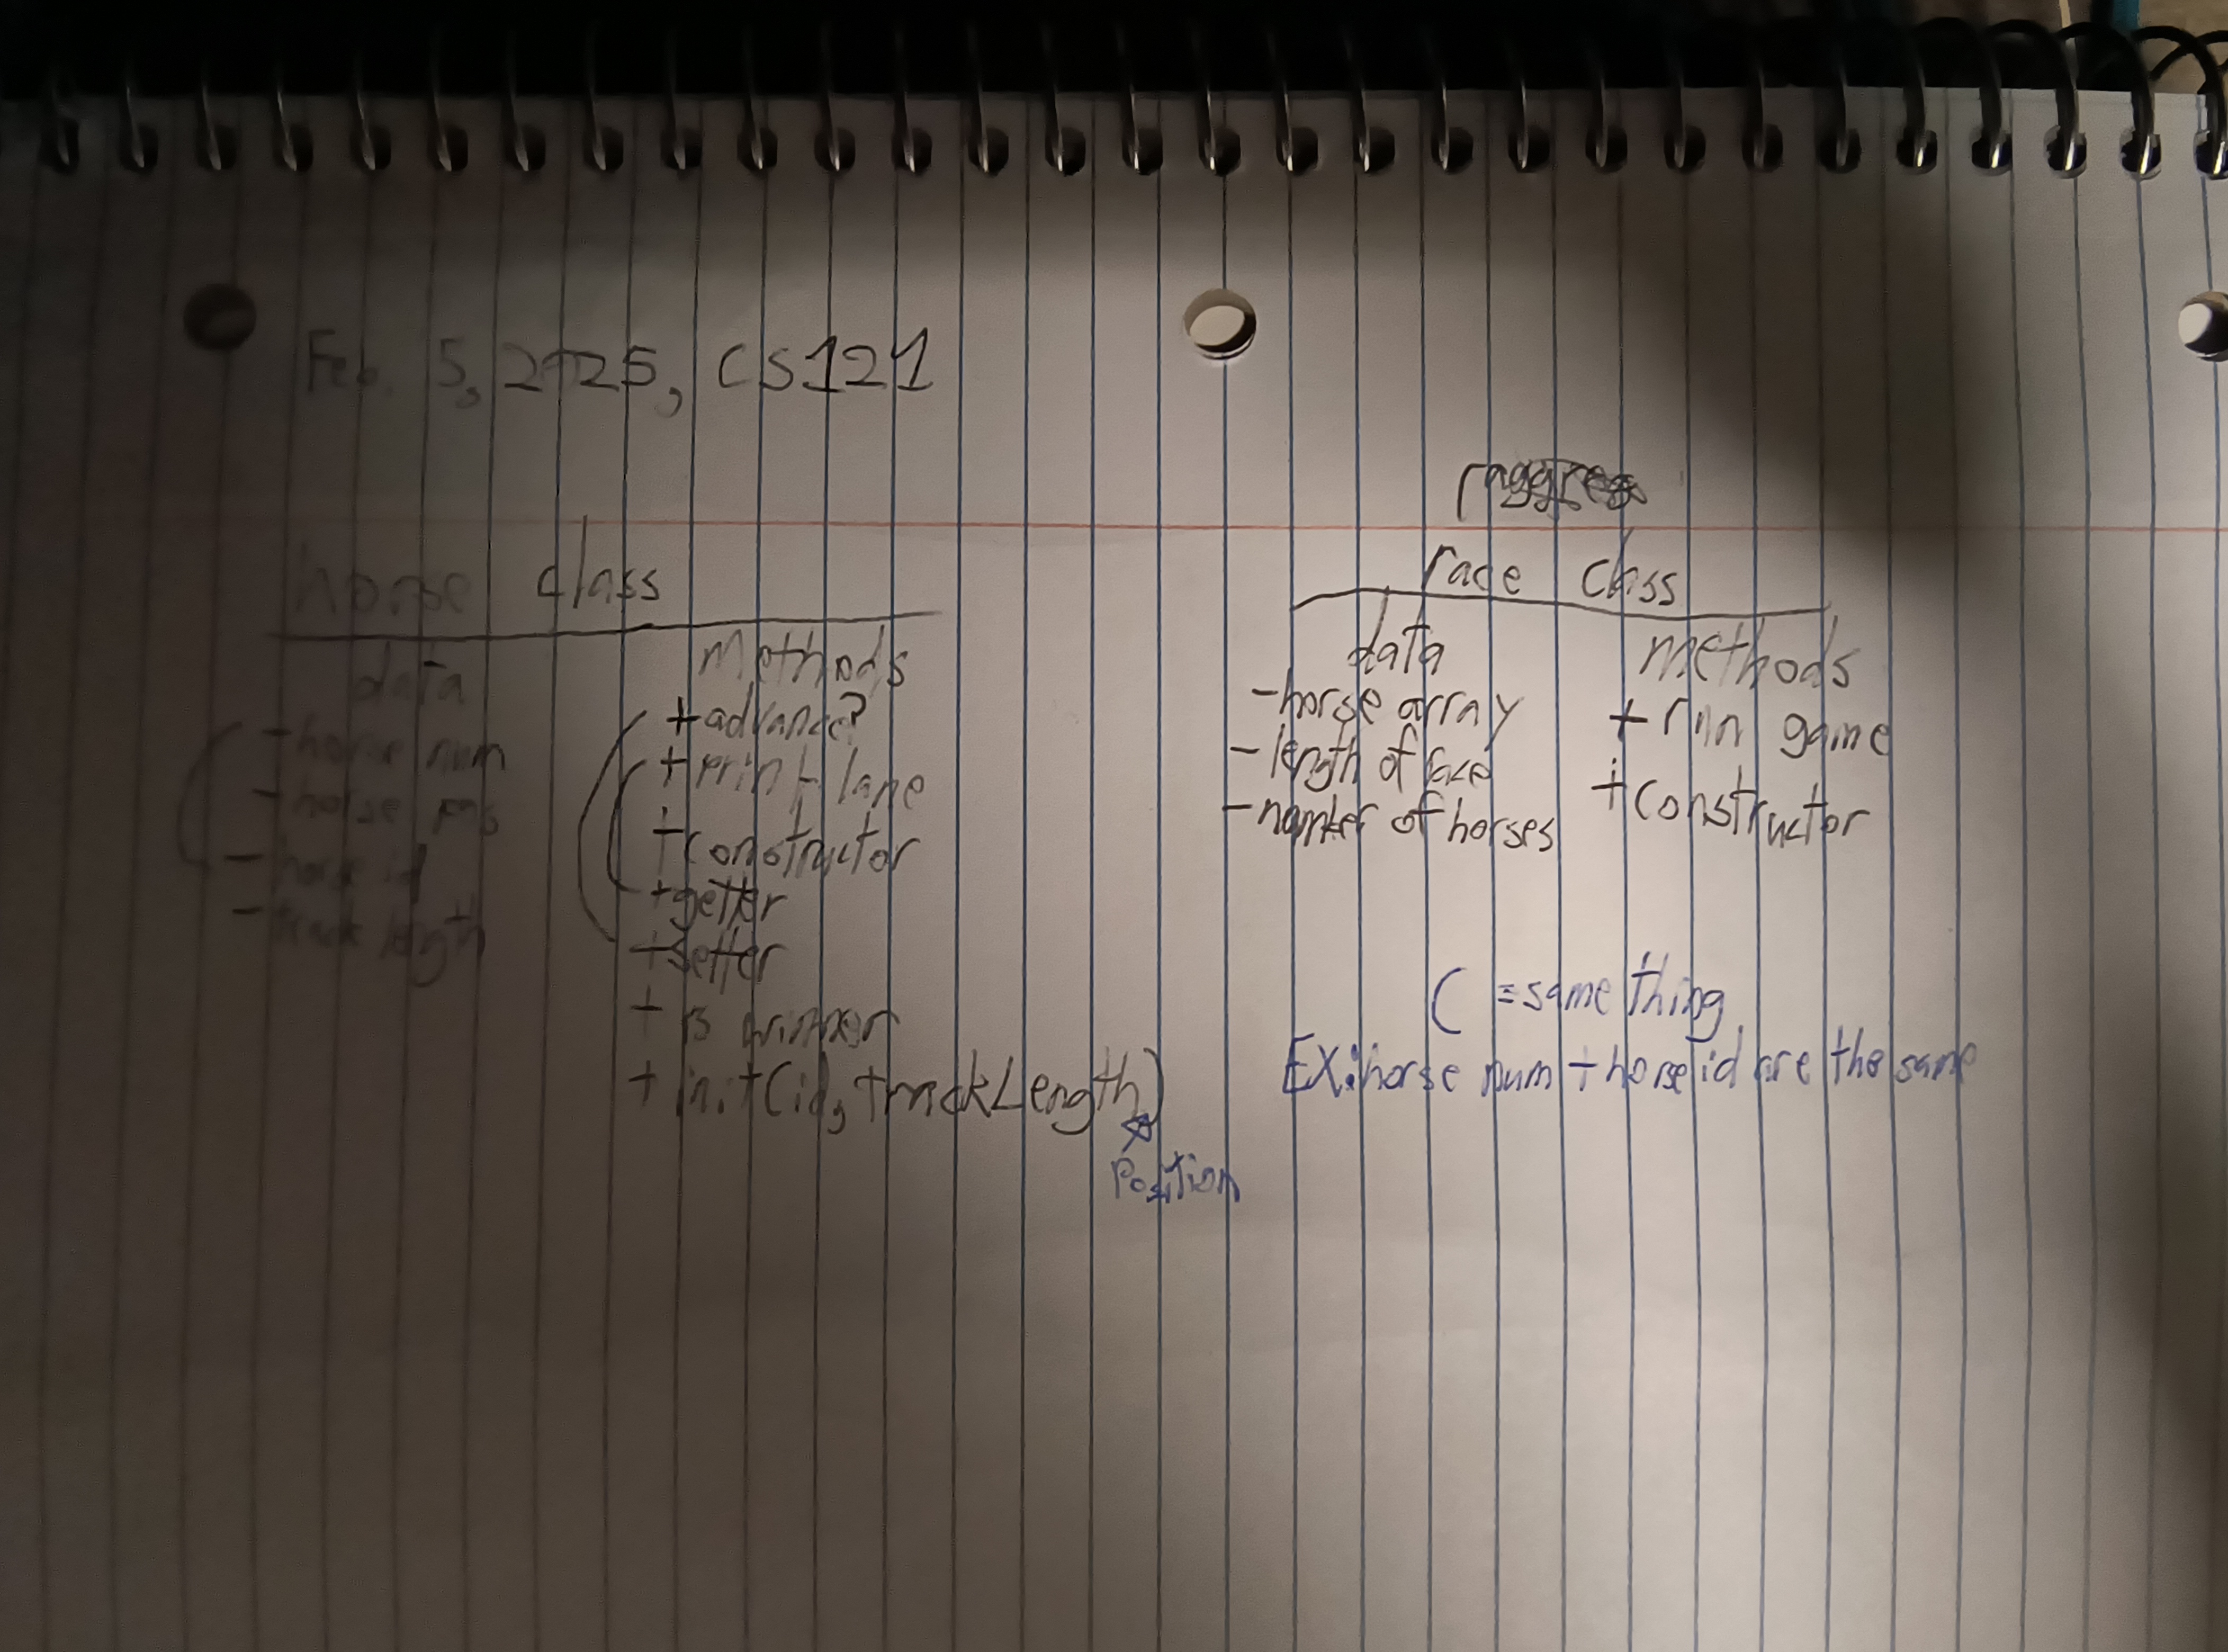 Feb. 5, 2025, CS121
horse class
data
- horse num
- horse pos
- horse id
- track length
Methods
+ advance?
+ print lane
+ constructor
+ getter
+ setter
+ is winner
+ init(id, trackLength)
Position
race class
data
- horse array
- length of race
- number of horses
methods
+ run game
+ constructor
( = same thing
EX: horse num + horse id are the same